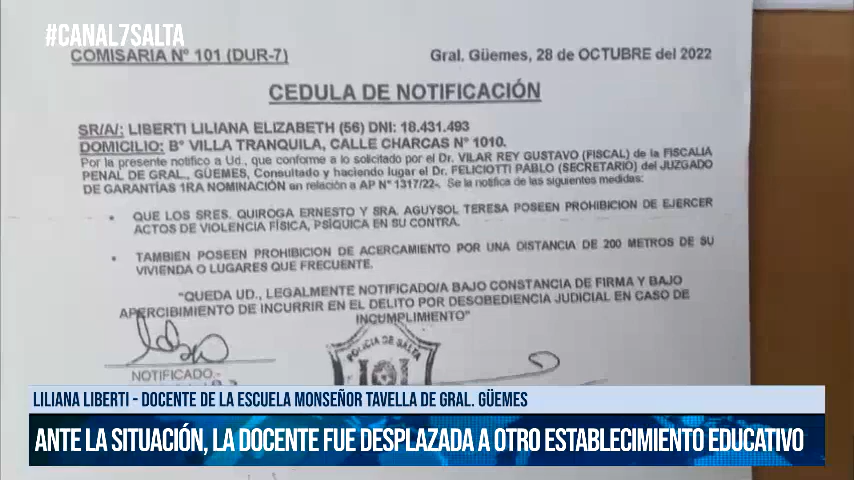 #CANAL7SALTA
COMISARIA N° 101 (DUR-7)
Gral. Güemes, 28 de OCTUBRE del 2022
CEDULA DE NOTIFICACIÓN
SR/A/: LIBERTI LILIANA ELIZABETH (56) DNI: 18.431.493
DOMICILIO: B° VILLA TRANQUILA, CALLE CHARCAS N° 1010.
Por la presente notifico a Ud., que conforme a lo solicitado por el Dr. VILAR REY GUSTAVO (FISCAL) de la FISCALIA
PENAL DE GRAL., GÜEMES, Consultado y haciendo lugar el Dr. FELICIOTTI PABLO (SECRETARIO) del JUZGADO
DE GARANTÍAS 1RA NOMINACIÓN en relación a AP N° 1317/22-. Se la notifica de las siguientes medidas:
• QUE LOS SRES. QUIROGA ERNESTO Y SRA. AGUYSOL TERESA POSEEN PROHIBICION DE EJERCER
ACTOS DE VIOLENCIA FÍSICA, PSÍQUICA EN SU CONTRA.
• TAMBIEN POSEEN PROHIBICION DE ACERCAMIENTO POR UNA DISTANCIA DE 200 METROS DE SU
VIVIENDA O LUGARES QUE FRECUENTE.
"QUEDA UD., LEGALMENTE NOTIFICADO/A BAJO CONSTANCIA DE FIRMA Y BAJO
APERCIBIMIENTO DE INCURRIR EN EL DELITO POR DESOBEDIENCIA JUDICIAL EN CASO DE
INCUMPLIMIENTO"
POLICIA DE SALTA
101
NOTIFICADO.-
LILIANA LIBERTI - DOCENTE DE LA ESCUELA MONSEÑOR TAVELLA DE GRAL. GÜEMES
ANTE LA SITUACIÓN, LA DOCENTE FUE DESPLAZADA A OTRO ESTABLECIMIENTO EDUCATIVO